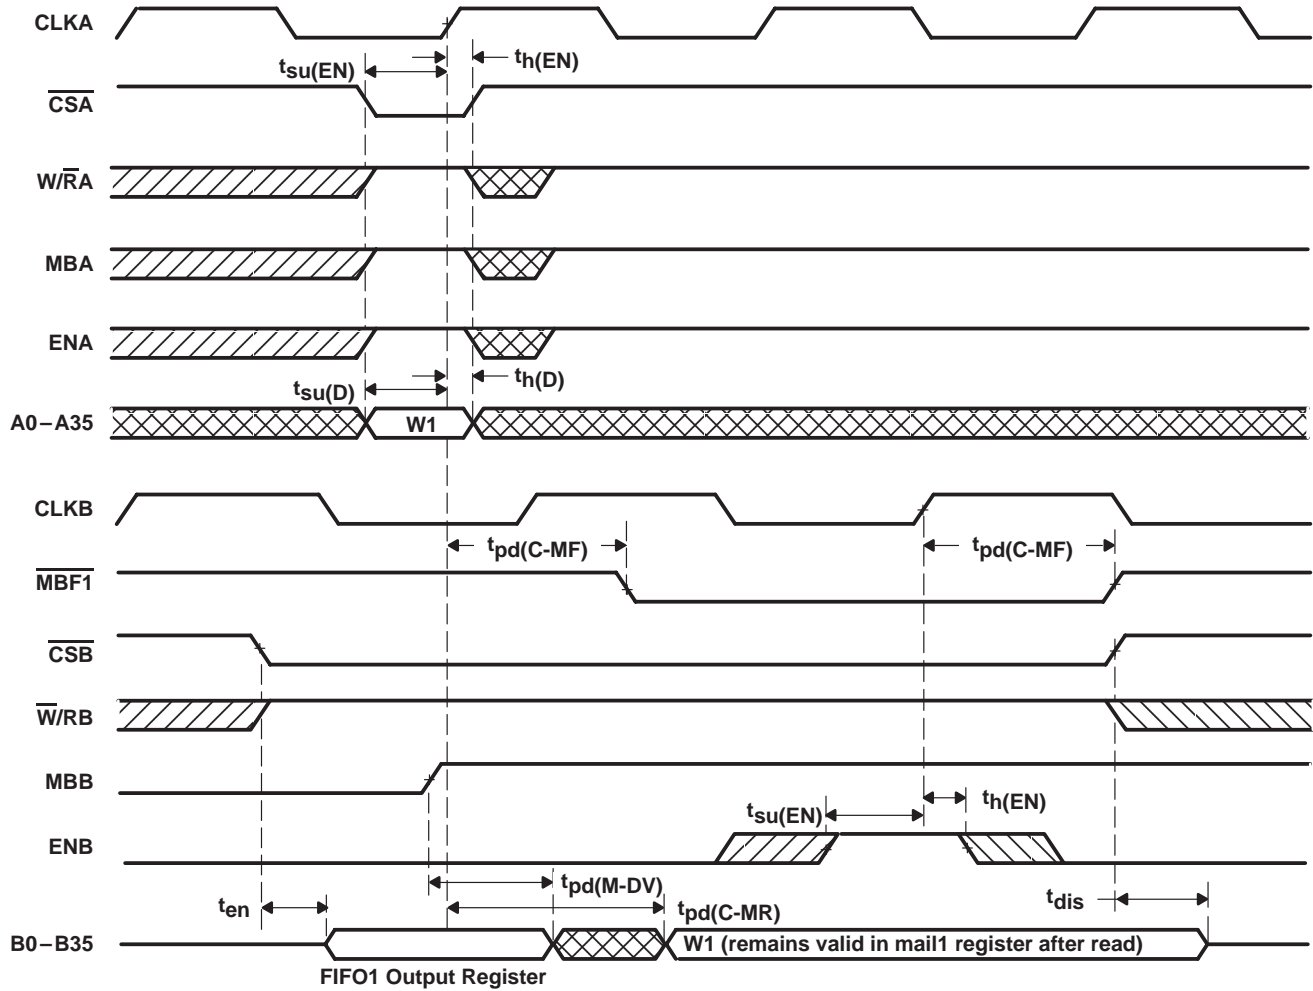 CLKA
tsu(EN)
th(EN)
CSA
W/RA
MBA
ENA
tsu(D)
th(D)
A0–A35
W1
CLKB
tpd(C-MF)
tpd(C-MF)
MBF1
CSB
W/RB
MBB
tsu(EN)
th(EN)
ENB
tpd(M-DV)
ten
tpd(C-MR)
tdis
B0–B35
W1 (remains valid in mail1 register after read)
FIFO1 Output Register